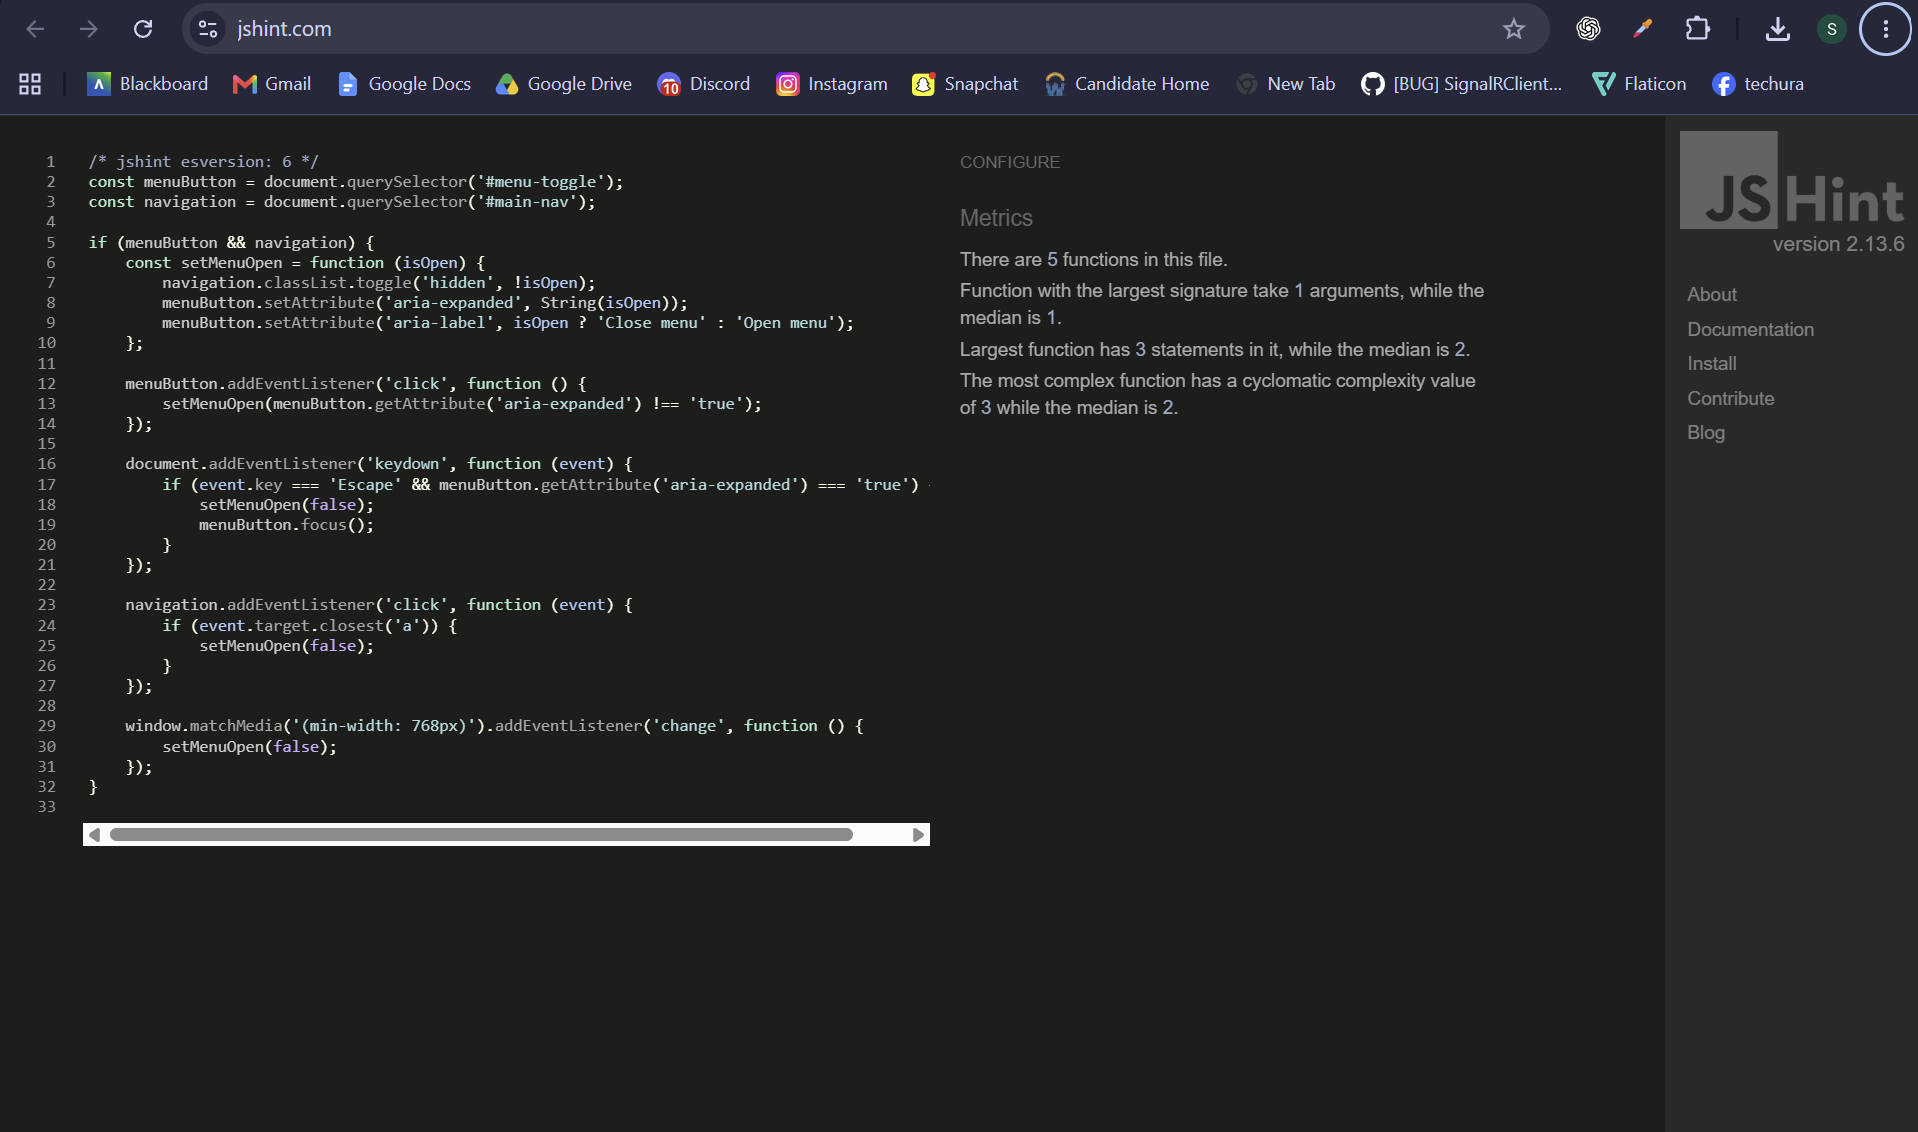 jshint.com
S
Blackboard
Gmail
Google Docs
Google Drive
10
Discord
Instagram
Snapchat
Candidate Home
New Tab
[BUG] SignalRClient...
Flaticon
techura
1 /* jshint esversion: 6 */
2 const menuButton = document.querySelector('#menu-toggle');
3 const navigation = document.querySelector('#main-nav');
4
5 if (menuButton && navigation) {
6     const setMenuOpen = function (isOpen) {
7         navigation.classList.toggle('hidden', !isOpen);
8         menuButton.setAttribute('aria-expanded', String(isOpen));
9         menuButton.setAttribute('aria-label', isOpen ? 'Close menu' : 'Open menu');
10     };
11
12     menuButton.addEventListener('click', function () {
13         setMenuOpen(menuButton.getAttribute('aria-expanded') !== 'true');
14     });
15
16     document.addEventListener('keydown', function (event) {
17         if (event.key === 'Escape' && menuButton.getAttribute('aria-expanded') === 'true')
18             setMenuOpen(false);
19             menuButton.focus();
20         }
21     });
22
23     navigation.addEventListener('click', function (event) {
24         if (event.target.closest('a')) {
25             setMenuOpen(false);
26         }
27     });
28
29     window.matchMedia('(min-width: 768px)').addEventListener('change', function () {
30         setMenuOpen(false);
31     });
32 }
33
CONFIGURE
Metrics
There are 5 functions in this file.
Function with the largest signature take 1 arguments, while the
median is 1.
Largest function has 3 statements in it, while the median is 2.
The most complex function has a cyclomatic complexity value
of 3 while the median is 2.
JSHint
version 2.13.6
About
Documentation
Install
Contribute
Blog